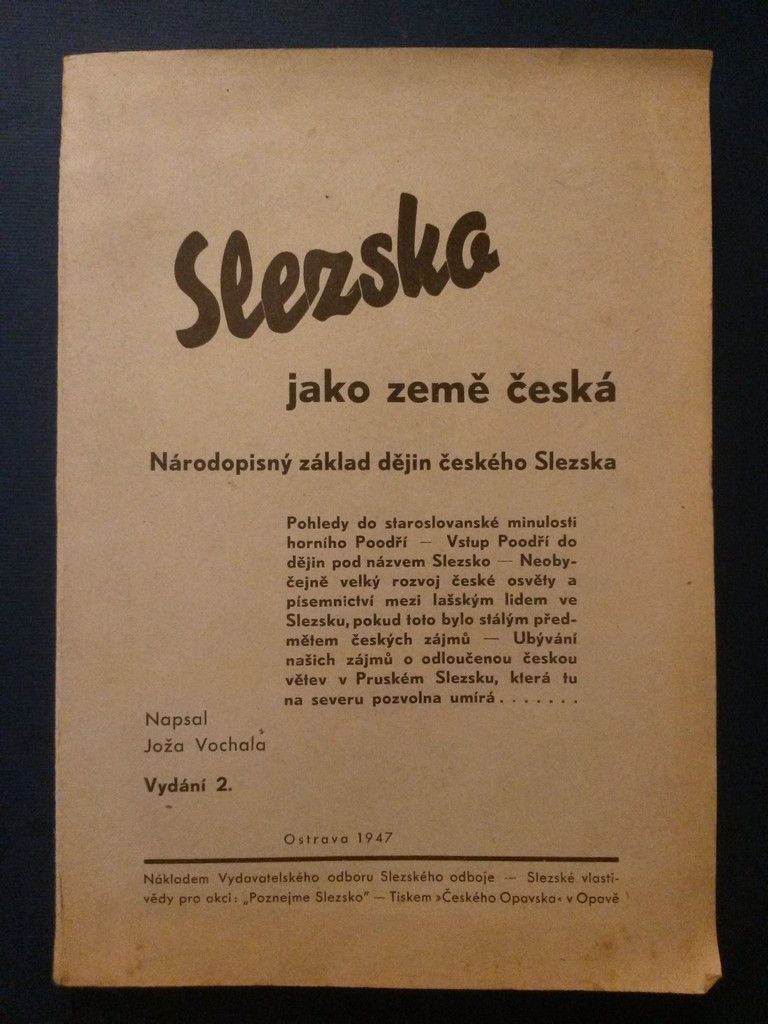 Slezsko
jako země česká
Národopisný základ dějin českého Slezska
Pohledy do staroslovanské minulosti
horního Poodří — Vstup Poodří do
dějin pod názvem Slezsko — Neoby-
čejně velký rozvoj české osvěty a
písemnictví mezi lašským lidem ve
Slezsku, pokud toto bylo stálým před-
mětem českých zájmů — Ubývání
našich zájmů o odloučenou českou
větev v Pruském Slezsku, která tu
na severu pozvolna umírá . . . . . . .
Napsal
Joža Vochala
Vydání 2.
Ostrava 1947
Nákladem Vydavatelského odboru Slezského odboje — Slezské vlasti-
vědy pro akci: „Poznejme Slezsko" — Tiskem »Českého Opavska« v Opavě